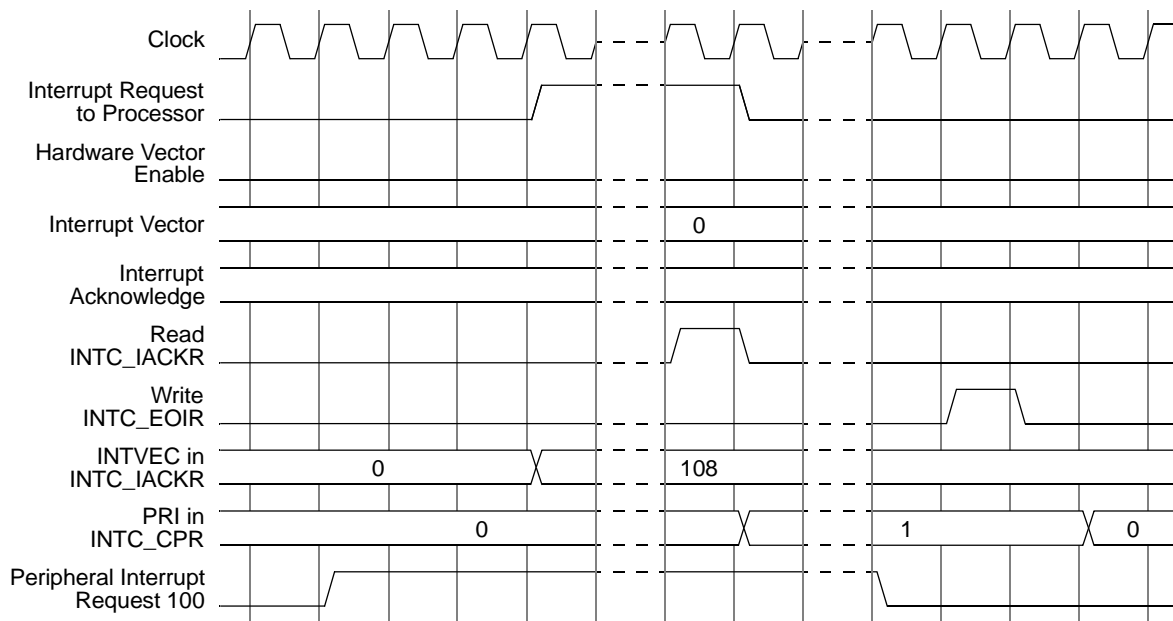 Clock
Interrupt Request
to Processor
Hardware Vector
Enable
Interrupt Vector
0
Interrupt
Acknowledge
Read
INTC_IACKR
Write
INTC_EOIR
INTVEC in
INTC_IACKR
0
108
PRI in
INTC_CPR
0
1
0
Peripheral Interrupt
Request 100